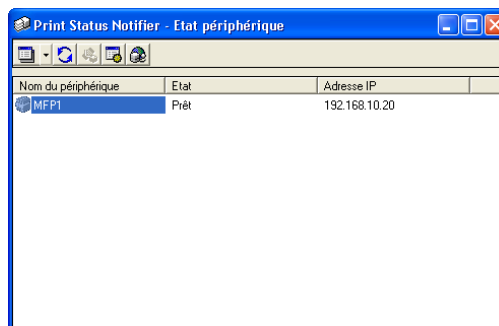 Print Status Notifier - Etat périphérique
Nom du périphérique Etat Adresse IP
MFP1 Prêt 192.168.10.20